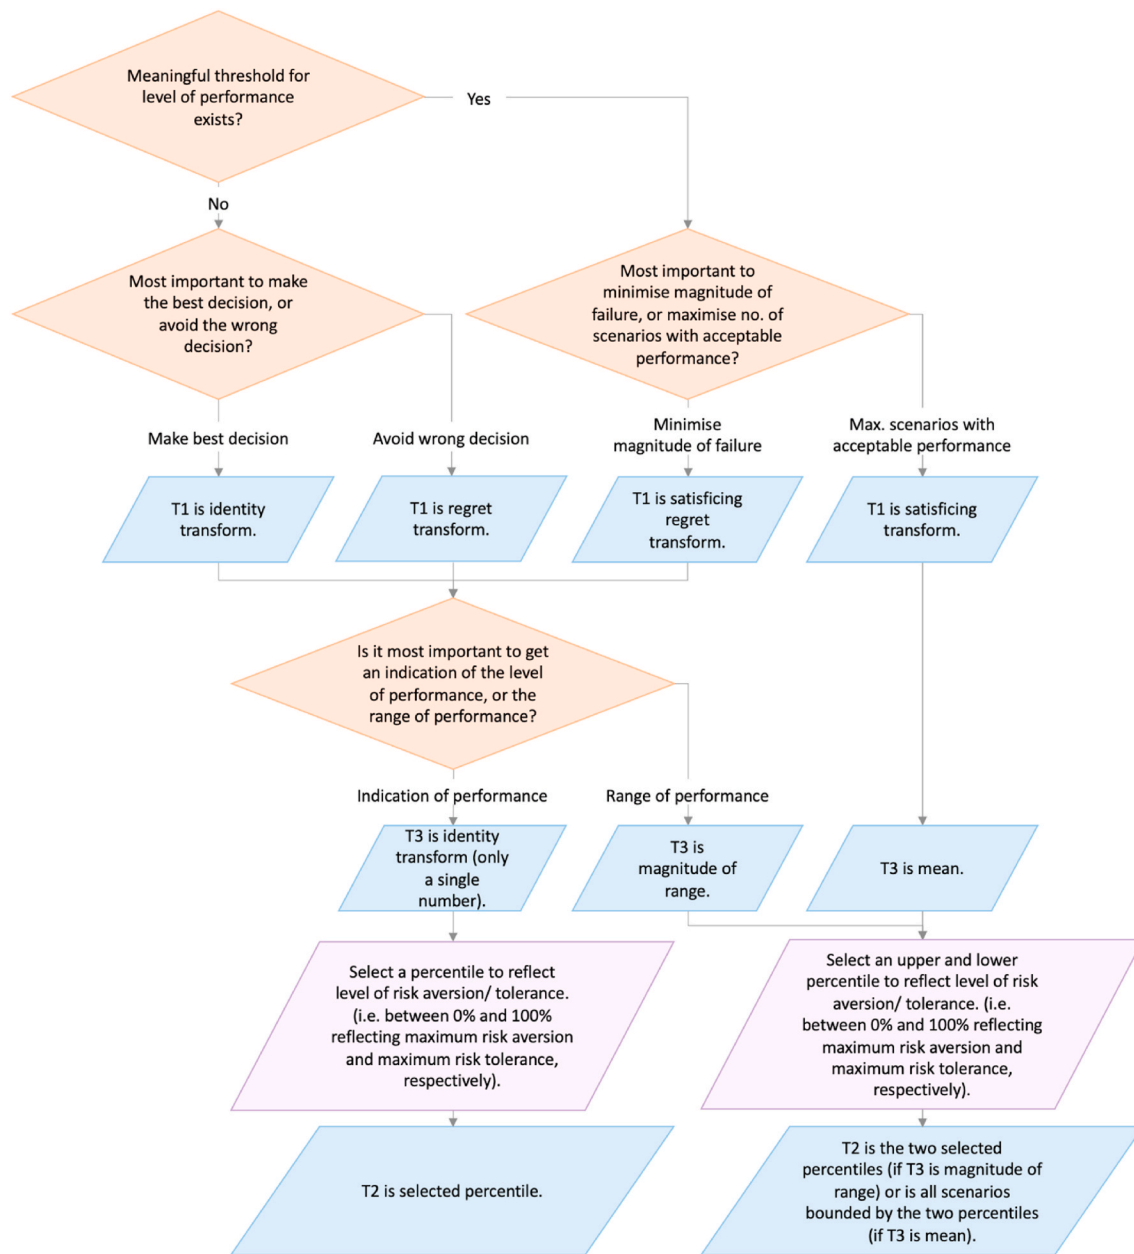 Meaningful threshold for
level of performance
exists?
Yes
No
Most important to make
the best decision, or
avoid the wrong
decision?
Most important to
minimise magnitude of
failure, or maximise no. of
scenarios with acceptable
performance?
Make best decision
Avoid wrong decision
Minimise
magnitude of failure
Max. scenarios with
acceptable performance
T1 is identity
transform.
T1 is regret
transform.
T1 is satisficing
regret
transform.
T1 is satisficing
transform.
Is it most important to get
an indication of the level
of performance, or the
range of performance?
Indication of performance
Range of performance
T3 is identity
transform (only
a single
number).
T3 is
magnitude of
range.
T3 is mean.
Select a percentile to reflect
level of risk aversion/ tolerance.
(i.e. between 0% and 100%
reflecting maximum risk aversion
and maximum risk tolerance,
respectively).
Select an upper and lower
percentile to reflect level of risk
aversion/ tolerance. (i.e.
between 0% and 100% reflecting
maximum risk aversion and
maximum risk tolerance,
respectively).
T2 is selected percentile.
T2 is the two selected
percentiles (if T3 is magnitude of
range) or is all scenarios
bounded by the two percentiles
(if T3 is mean).